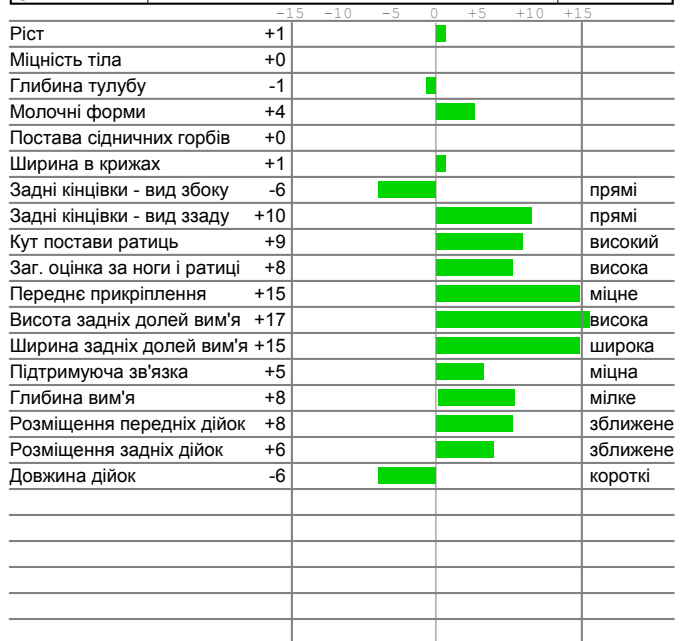 -15 -10 -5 0 +5 +10 +15
Ріст +1
Міцність тіла +0
Глибина тулубу -1
Молочні форми +4
Постава сідничних горбів +0
Ширина в крижах +1
Задні кінцівки - вид збоку -6 прямі
Задні кінцівки - вид ззаду +10 прямі
Кут постави ратиць +9 високий
Заг. оцінка за ноги і ратиці +8 висока
Переднє прикріплення +15 міцне
Висота задніх долей вим'я +17 висока
Ширина задніх долей вим'я +15 широка
Підтримуюча зв'язка +5 міцна
Глибина вим'я +8 мілке
Розміщення передніх дійок +8 зближене
Розміщення задніх дійок +6 зближене
Довжина дійок -6 короткі